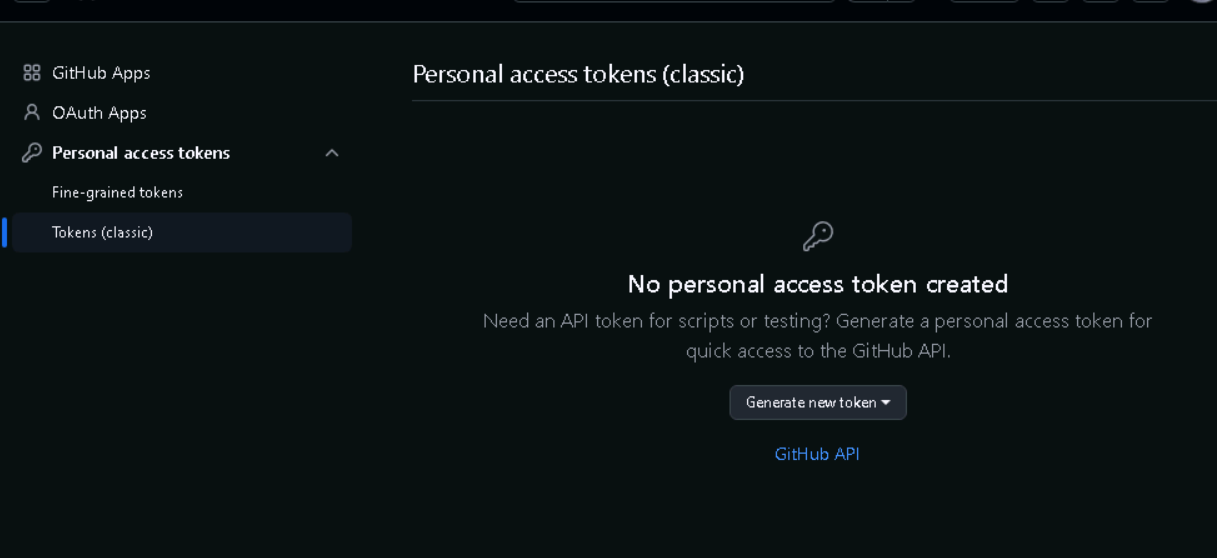 GitHub Apps
OAuth Apps
Personal access tokens
Fine-grained tokens
Tokens (classic)
Personal access tokens (classic)
No personal access token created
Need an API token for scripts or testing? Generate a personal access token for
quick access to the GitHub API.
Generate new token
GitHub API